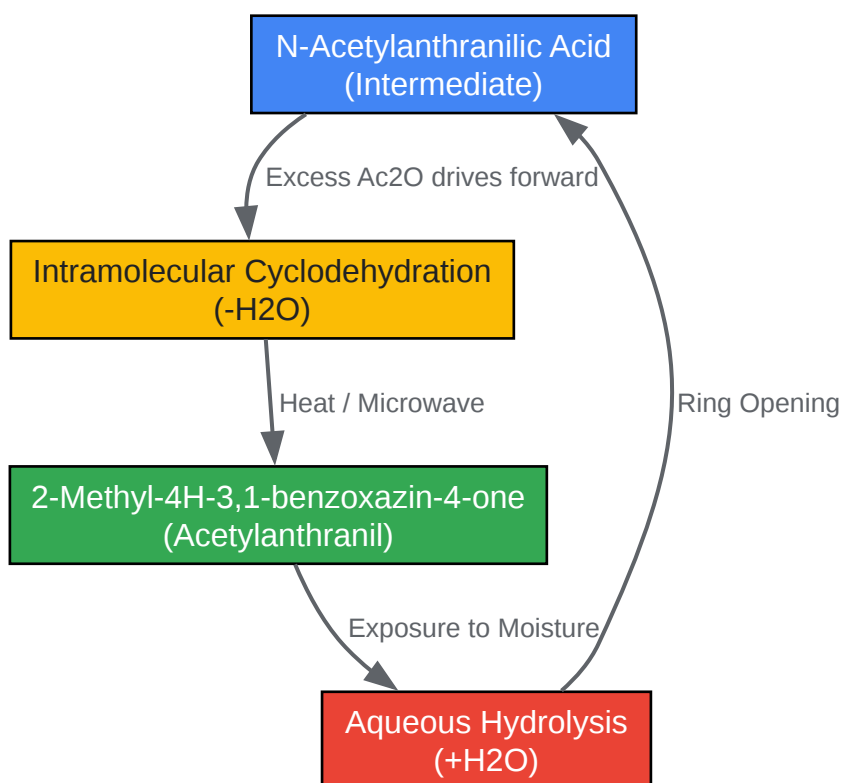 N-Acetylanthranilic Acid
(Intermediate)
Excess Ac2O drives forward
Intramolecular Cyclodehydration
(-H2O)
Heat / Microwave
Ring Opening
2-Methyl-4H-3,1-benzoxazin-4-one
(Acetylanthranil)
Exposure to Moisture
Aqueous Hydrolysis
(+H2O)